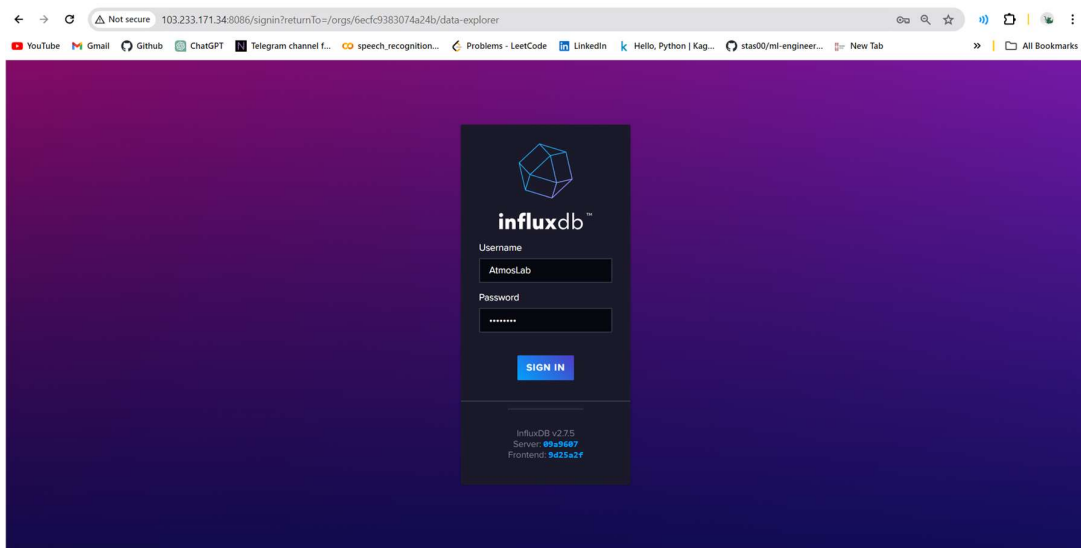 Not secure 103.233.171.34:8086/signin?returnTo=/orgs/6ecfc9383074a24b/data-explorer
YouTube Gmail Github ChatGPT Telegram channel f... speech_recognition... Problems - LeetCode LinkedIn Hello, Python | Kag... stas00/ml-engineer... New Tab » All Bookmarks
influxdb™
Username
AtmosLab
Password
••••••••
SIGN IN
InfluxDB v2.7.5
Server: 09a9607
Frontend: 9d25a2f